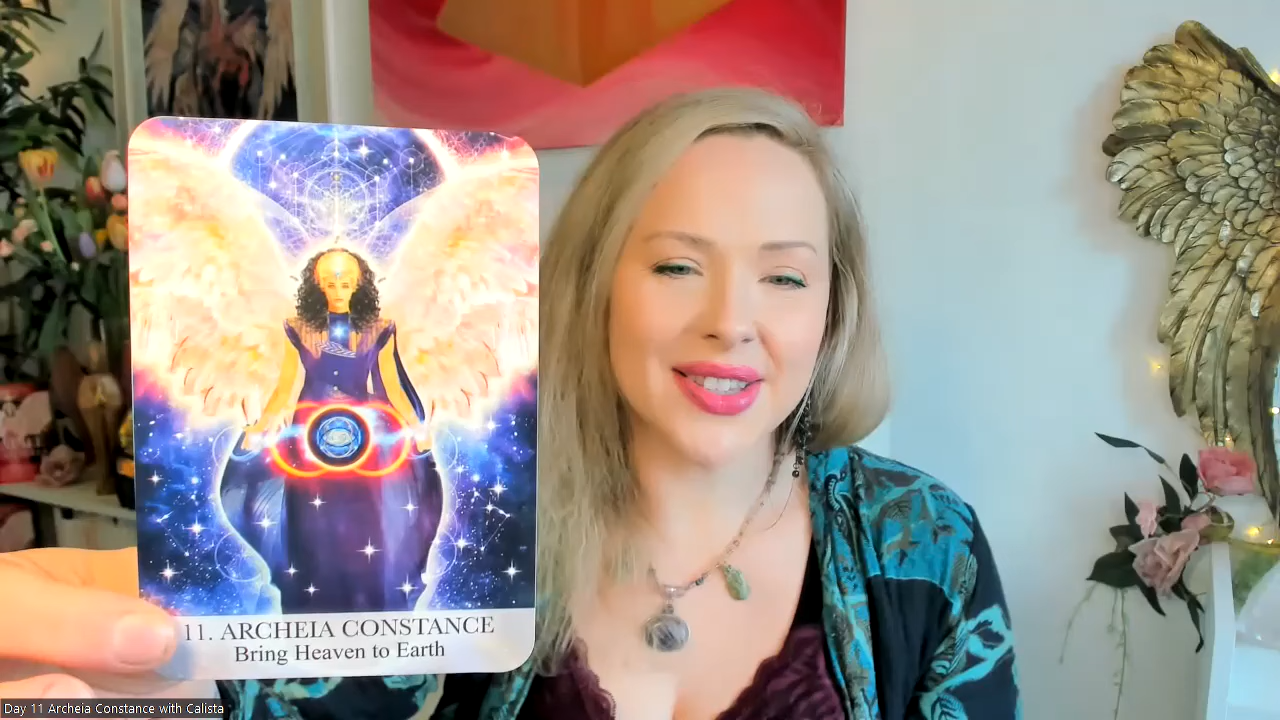 11. ARCHEIA CONSTANCE
Bring Heaven to Earth
Day 11 Archeia Constance with Calista